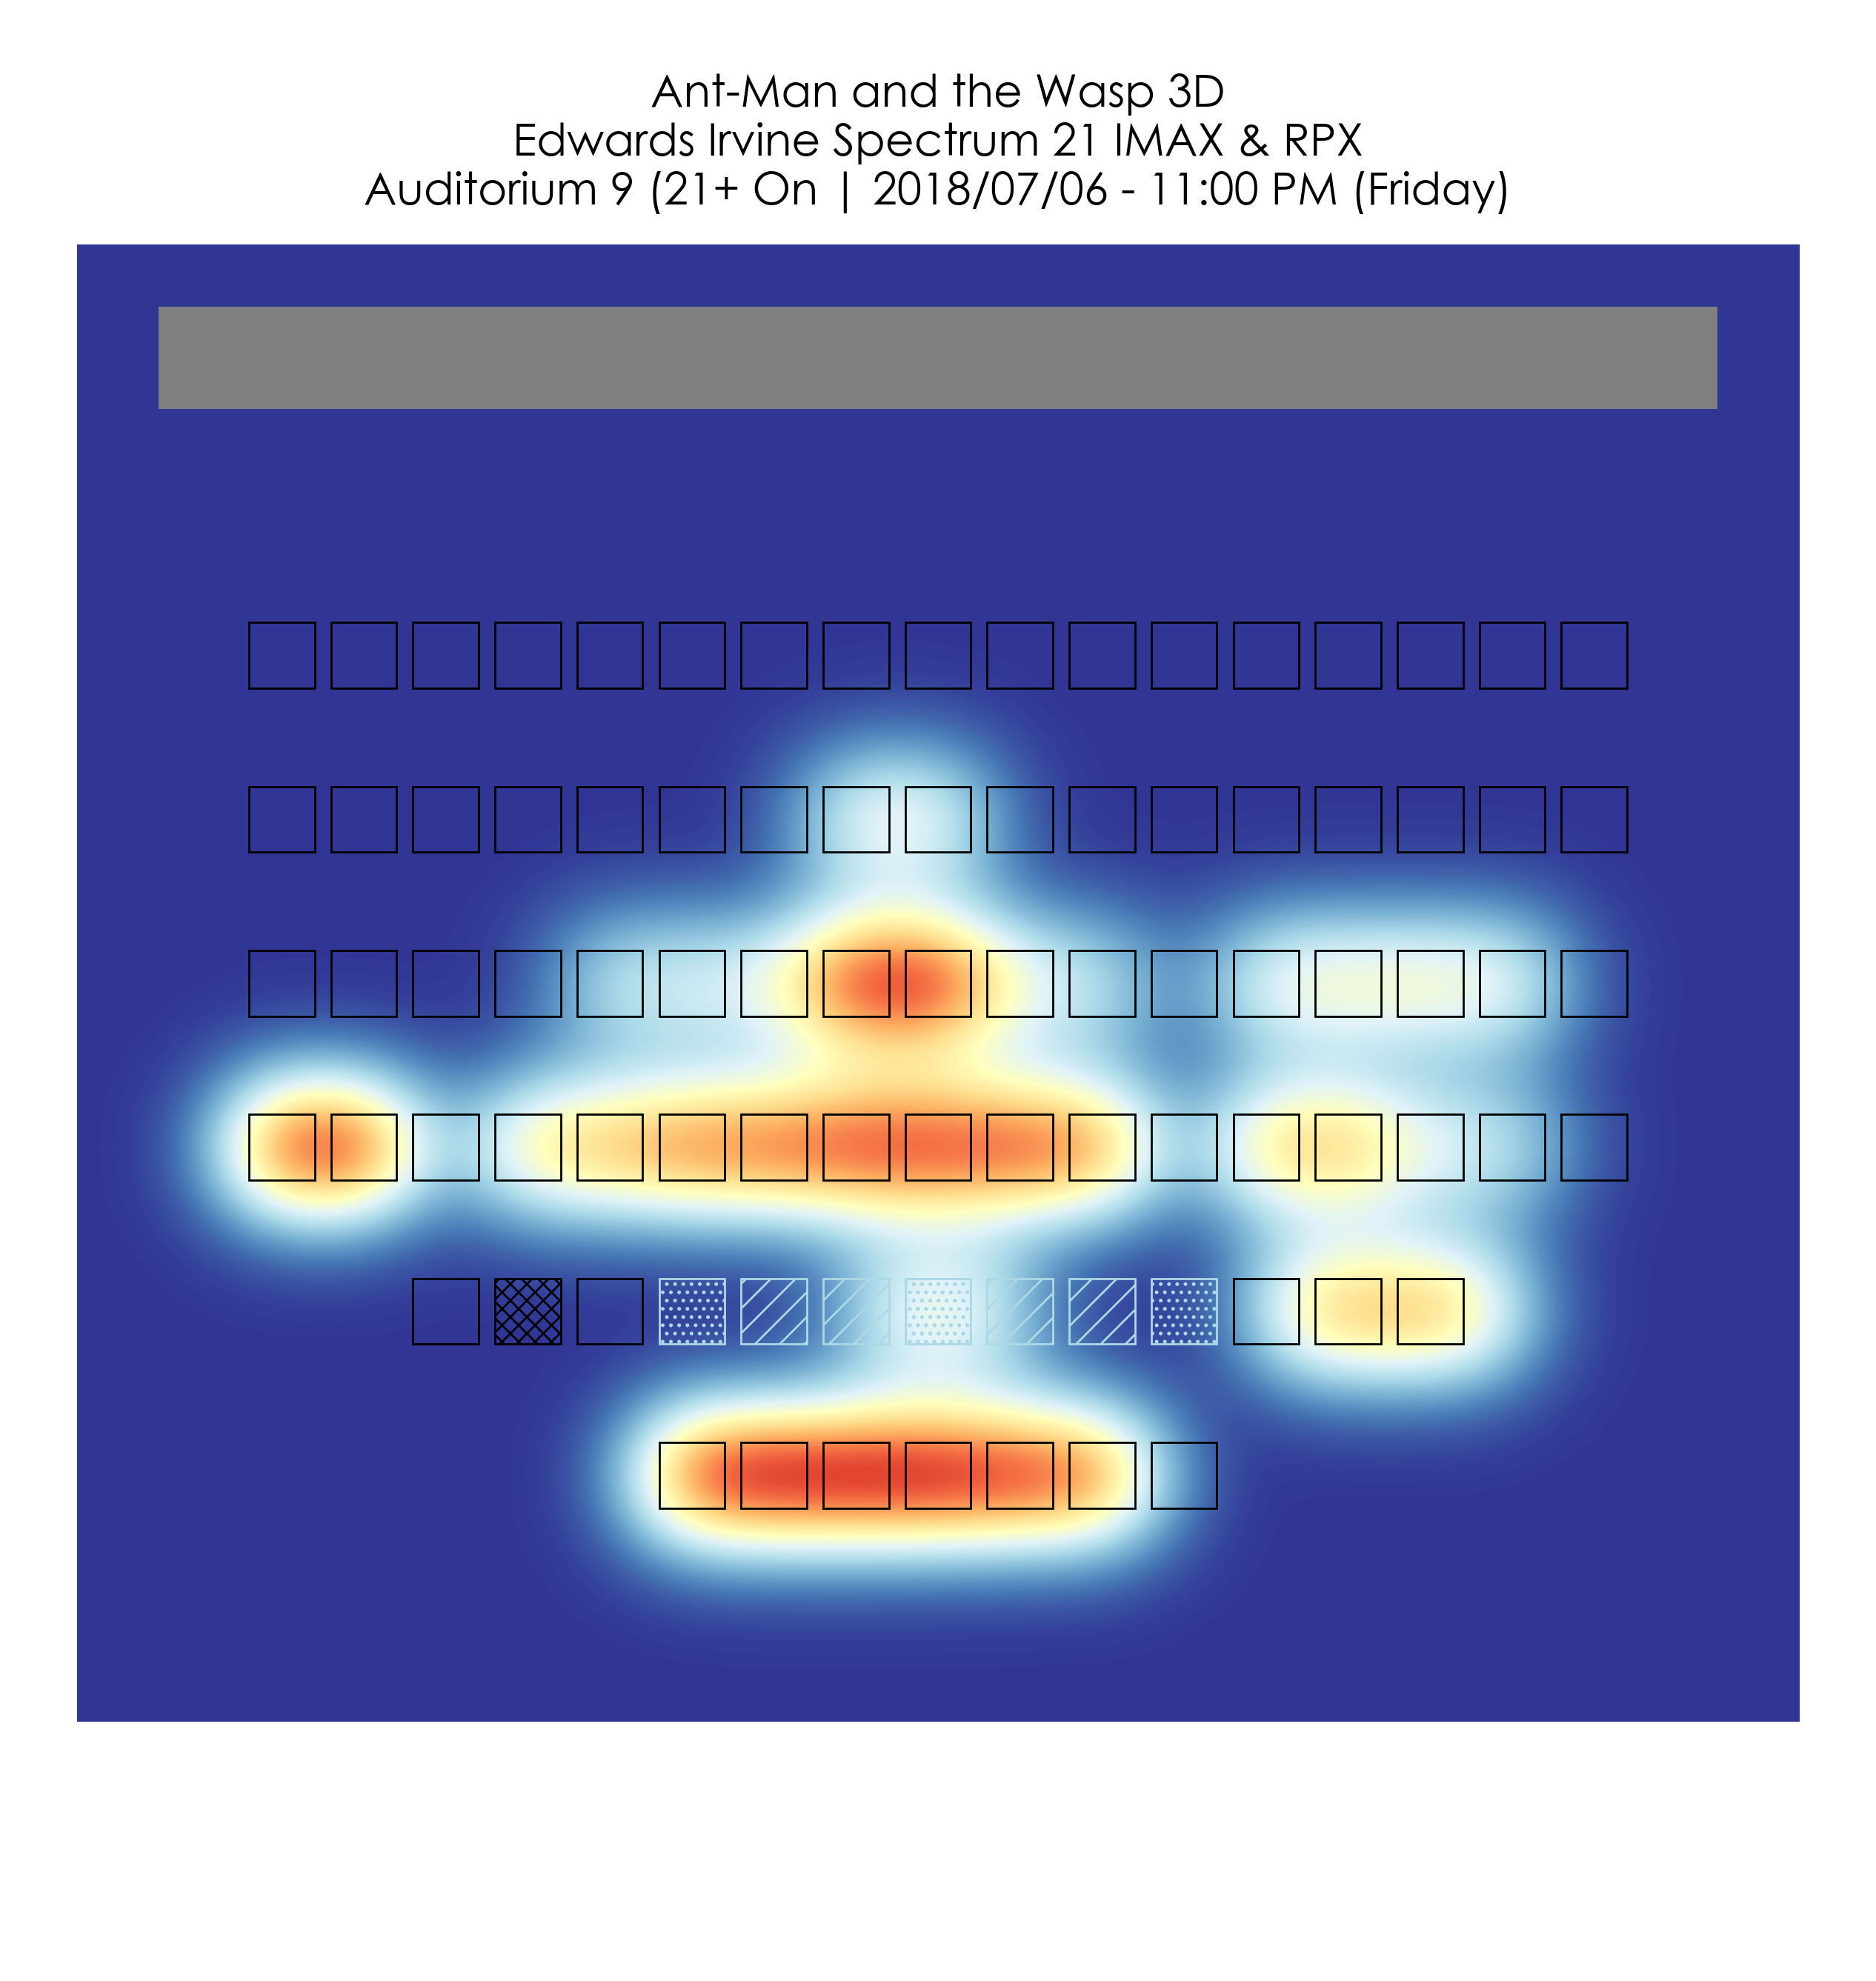 Ant-Man and the Wasp 3D
Edwards Irvine Spectrum 21 IMAX & RPX
Auditorium 9 (21+ On | 2018/07/06 - 11:00 PM (Friday)